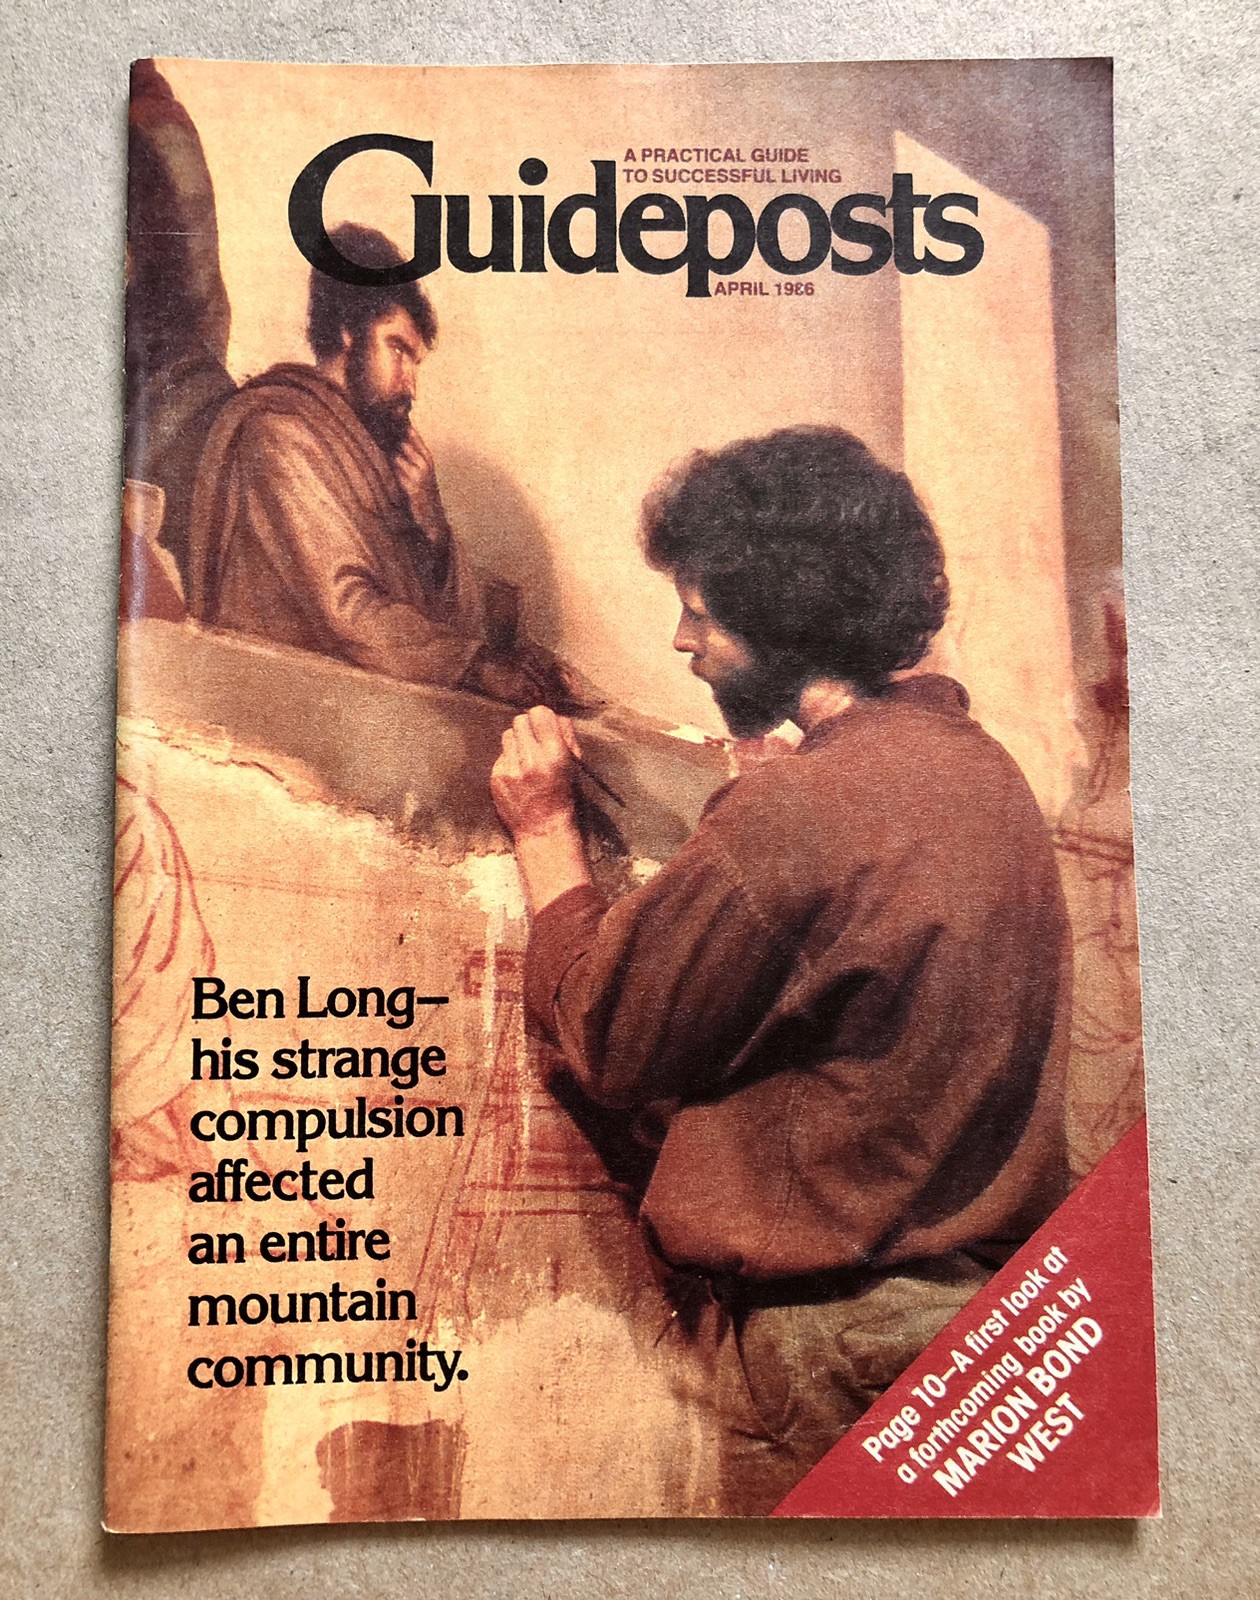 A PRACTICAL GUIDE
TO SUCCESSFUL LIVING
Guideposts
APRIL 1986
Ben Long–
his strange
compulsion
affected
an entire
mountain
community.
Page 10–A first look at
a forthcoming book by
MARION BOND
WEST